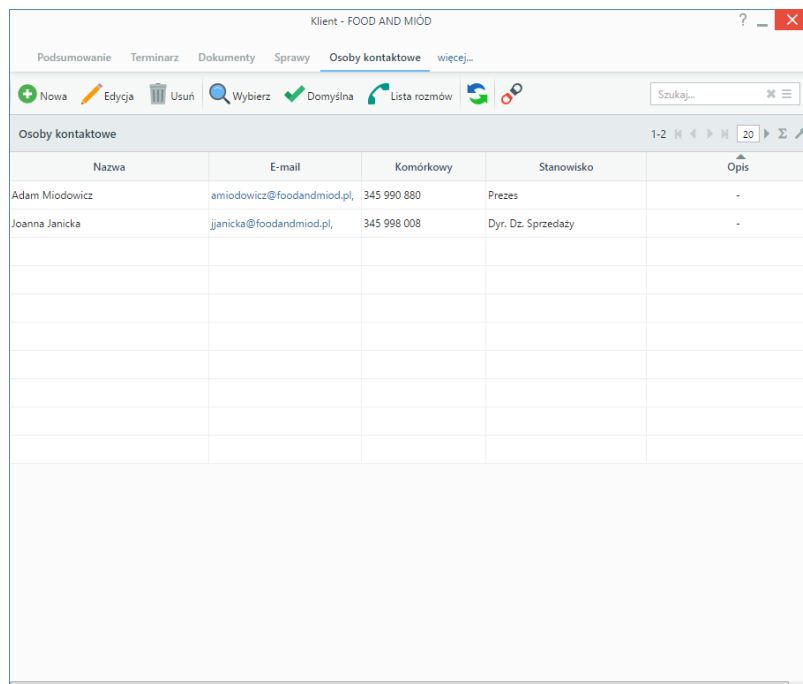 Klient - FOOD AND MIÓD ?
Podsumowanie Terminarz Dokumenty Sprawy Osoby kontaktowe więcej...
Nowa Edycja Usuń Wybierz Domyślna Lista rozmów Szukaj...
Osoby kontaktowe 1-2 20 Σ
Nazwa E-mail Komórkowy Stanowisko Opis
Adam Miodowicz amiodowicz@foodandmiod.pl, 345 990 880 Prezes -
Joanna Janicka jjanicka@foodandmiod.pl, 345 998 008 Dyr. Dz. Sprzedaży -